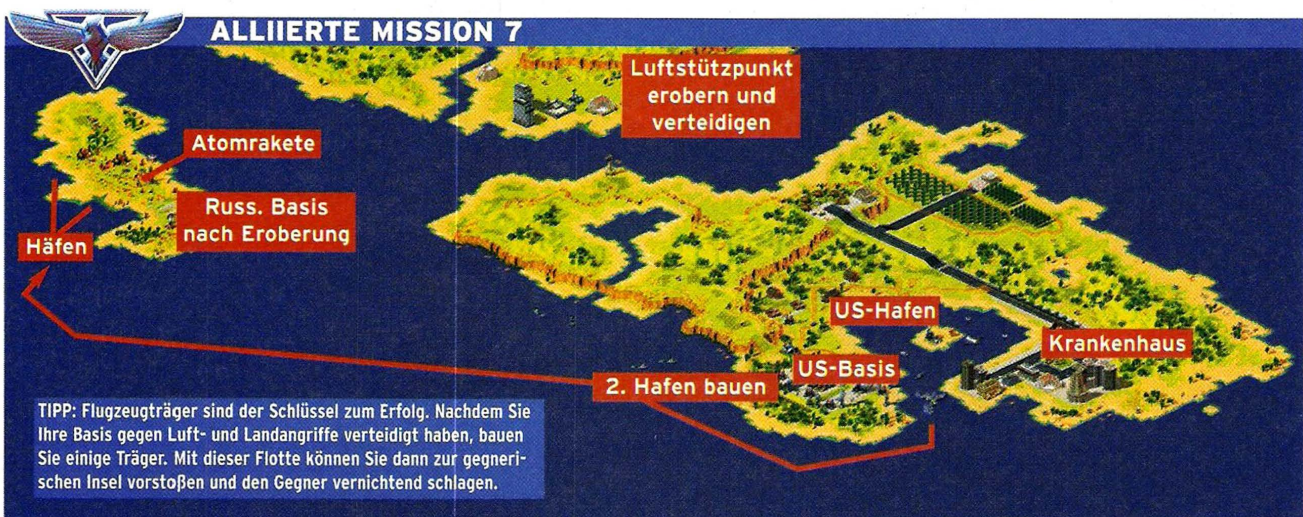 ALLIIERTE MISSION 7
Luftstützpunkt
erobern und
verteidigen
Atomrakete
Russ. Basis
nach Eroberung
Häfen
US-Hafen
Krankenhaus
US-Basis
2. Hafen bauen
TIPP: Flugzeugträger sind der Schlüssel zum Erfolg. Nachdem Sie
Ihre Basis gegen Luft- und Landangriffe verteidigt haben, bauen
Sie einige Träger. Mit dieser Flotte können Sie dann zur gegneri-
schen Insel vorstoßen und den Gegner vernichtend schlagen.